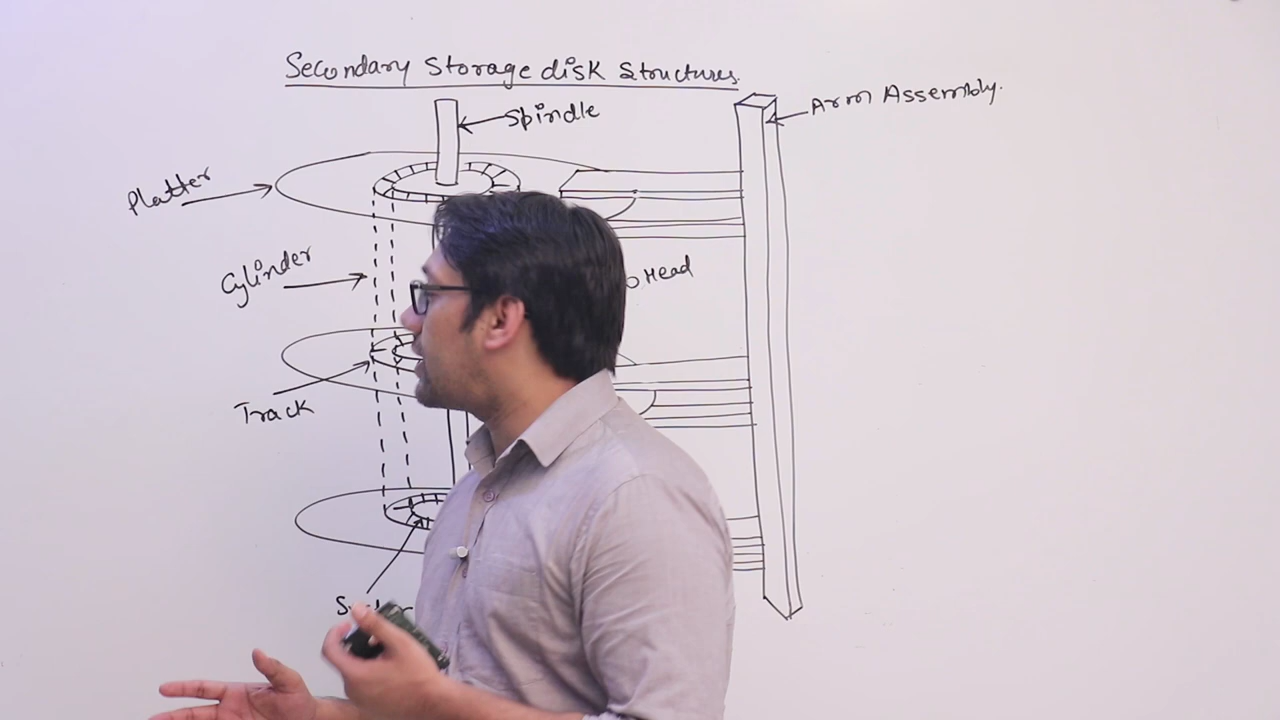 Secondary Storage disk Structures.
Spindle
Arm Assembly.
Platter
Cylinder
Head
Track